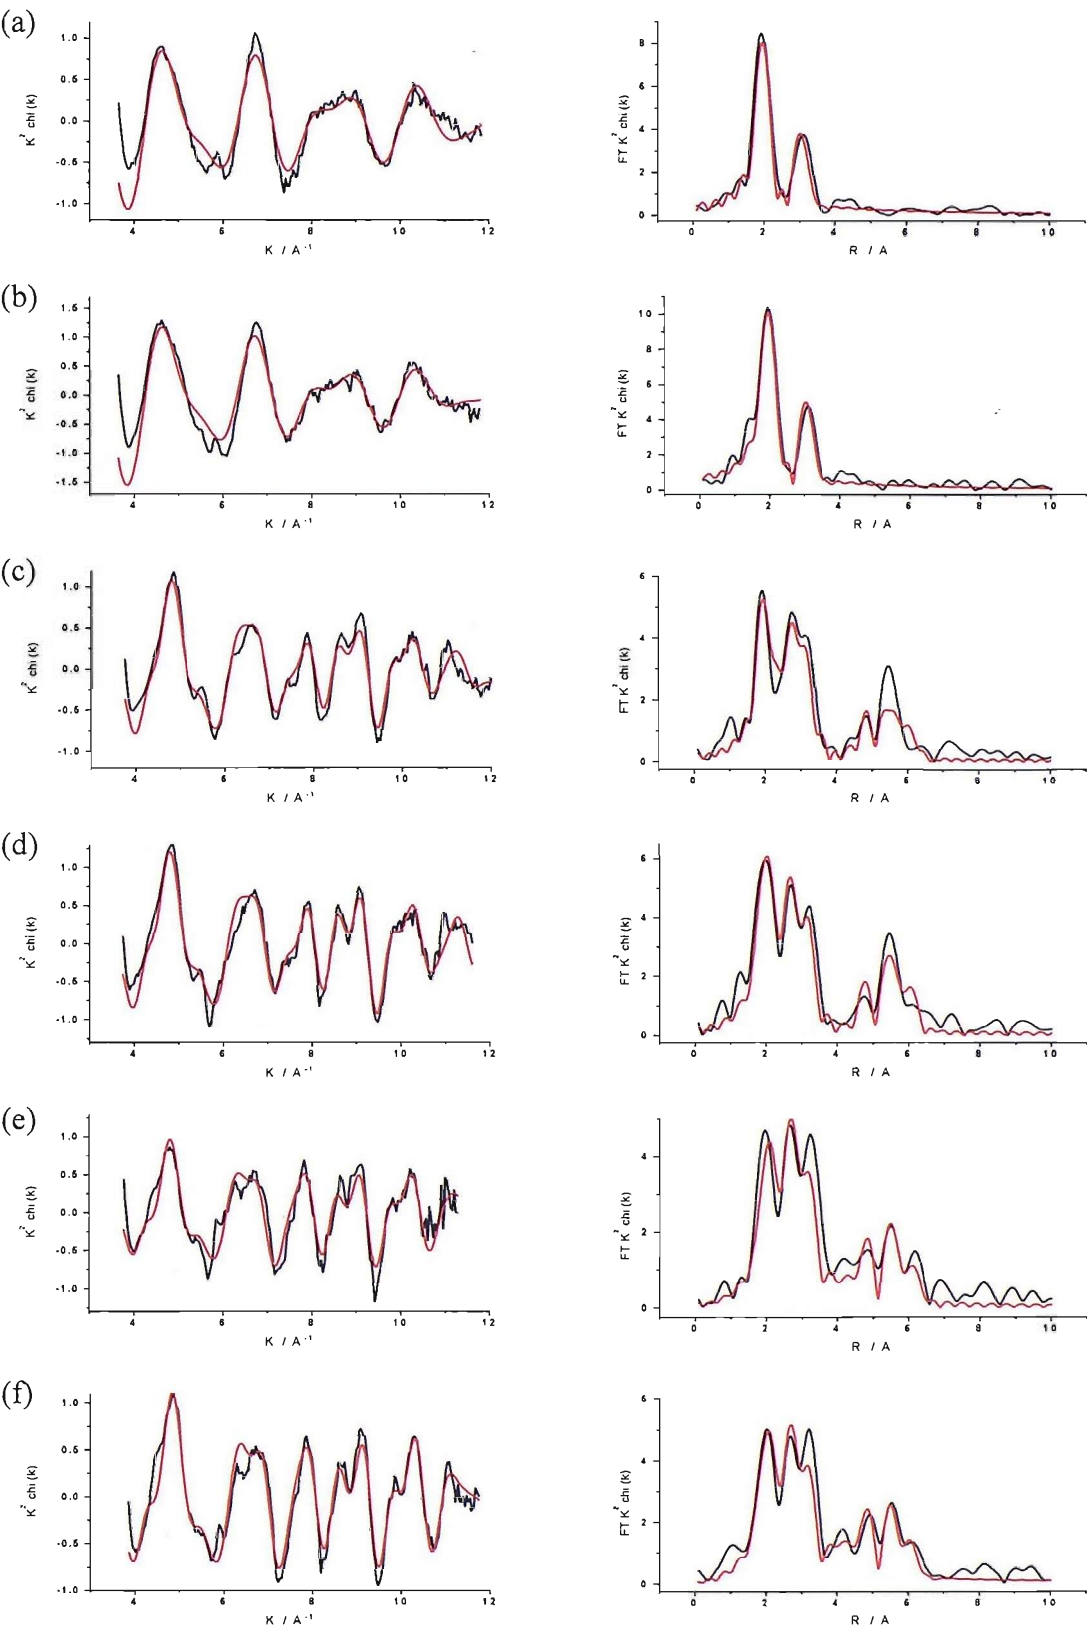 (a)
1.0
0.5
0.0
-0.5
-1.0
K² chi (k)
4 6 8 10 12
K / A⁻¹
8
6
4
2
0
FT K² chi (k)
0 2 4 6 8 10
R / A
(b)
1.5
1.0
0.5
0.0
-0.5
-1.0
-1.5
K² chi (k)
4 6 8 10 12
K / A⁻¹
10
8
6
4
2
0
FT K² chi (k)
0 2 4 6 8 10
R / A
(c)
1.0
0.5
0.0
-0.5
-1.0
K² chi (k)
4 6 8 10 12
K / A⁻¹
6
4
2
0
FT K² chi (k)
0 2 4 6 8 10
R / A
(d)
1.0
0.5
0.0
-0.5
-1.0
K² chi (k)
4 6 8 10 12
K / A⁻¹
6
4
2
0
FT K² chi (k)
0 2 4 6 8 10
R / A
(e)
1.0
0.5
0.0
-0.5
-1.0
K² chi (k)
4 6 8 10 12
K / A⁻¹
4
2
0
FT K² chi (k)
0 2 4 6 8 10
R / A
(f)
1.0
0.5
0.0
-0.5
-1.0
K² chi (k)
4 6 8 10 12
K / A⁻¹
6
4
2
0
FT K² chi (k)
0 2 4 6 8 10
R / A